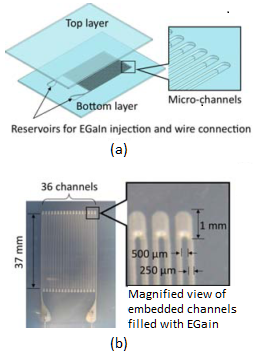 Top layer
Bottom layer
Micro-channels
Reservoirs for EGaIn injection and wire connection
(a)
36 channels
37 mm
1 mm
500 μm
250 μm
Magnified view of
embedded channels
filled with EGain
(b)